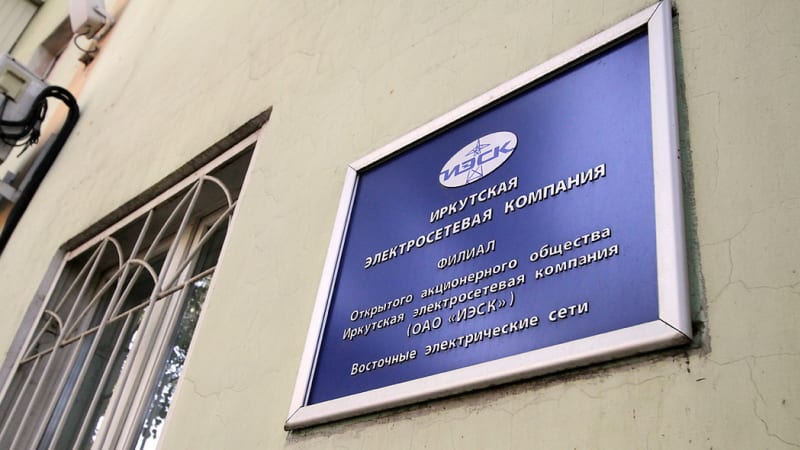 ИЭСК
ИРКУТСКАЯ
ЭЛЕКТРОСЕТЕВАЯ КОМПАНИЯ
ФИЛИАЛ
Открытого акционерного общества
Иркутская электросетевая компания
(ОАО «ИЭСК»)
Восточные электрические сети